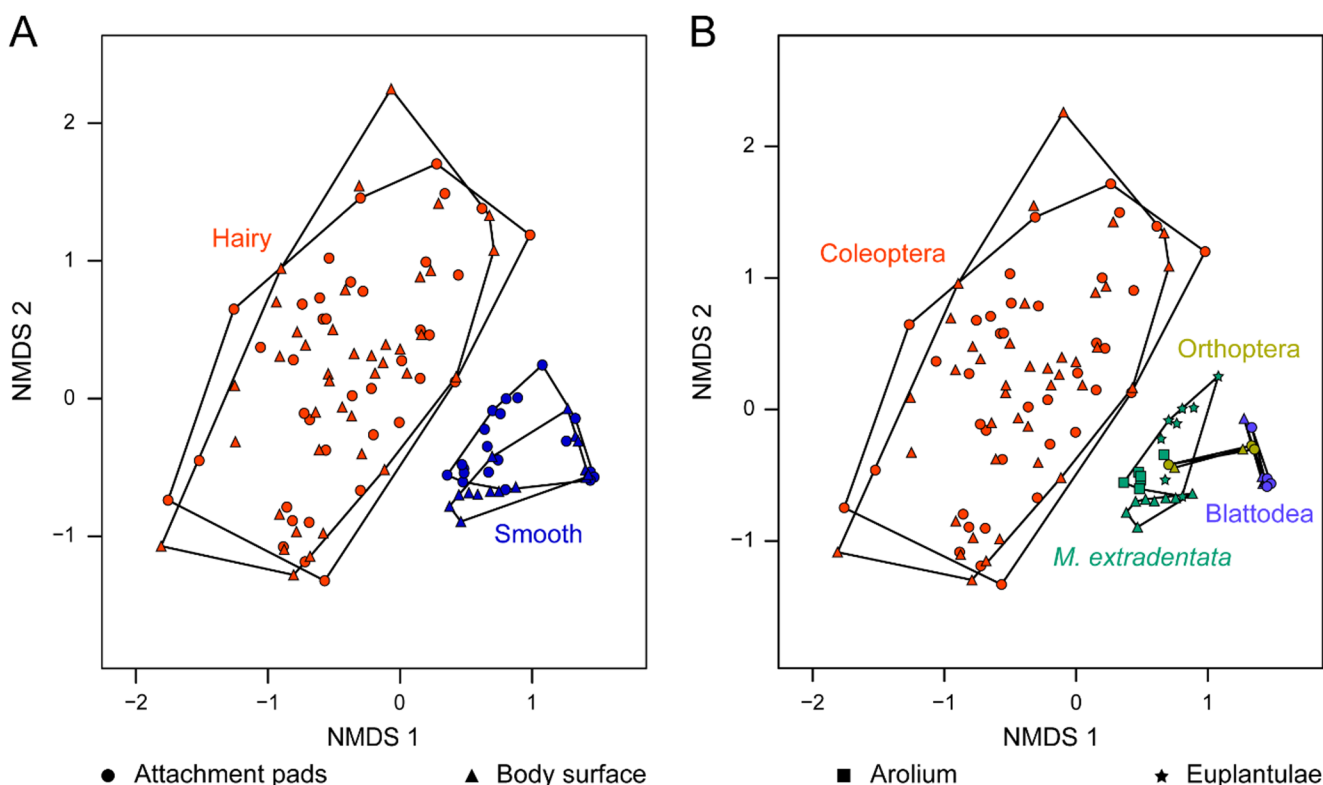 A
B
2
1
0
−1
NMDS 2
Hairy
Smooth
−2 −1 0 1
NMDS 1
2
1
0
−1
NMDS 2
Coleoptera
Orthoptera
Blattodea
M. extradentata
−2 −1 0 1
NMDS 1
Attachment pads Body surface Arolium Euplantulae